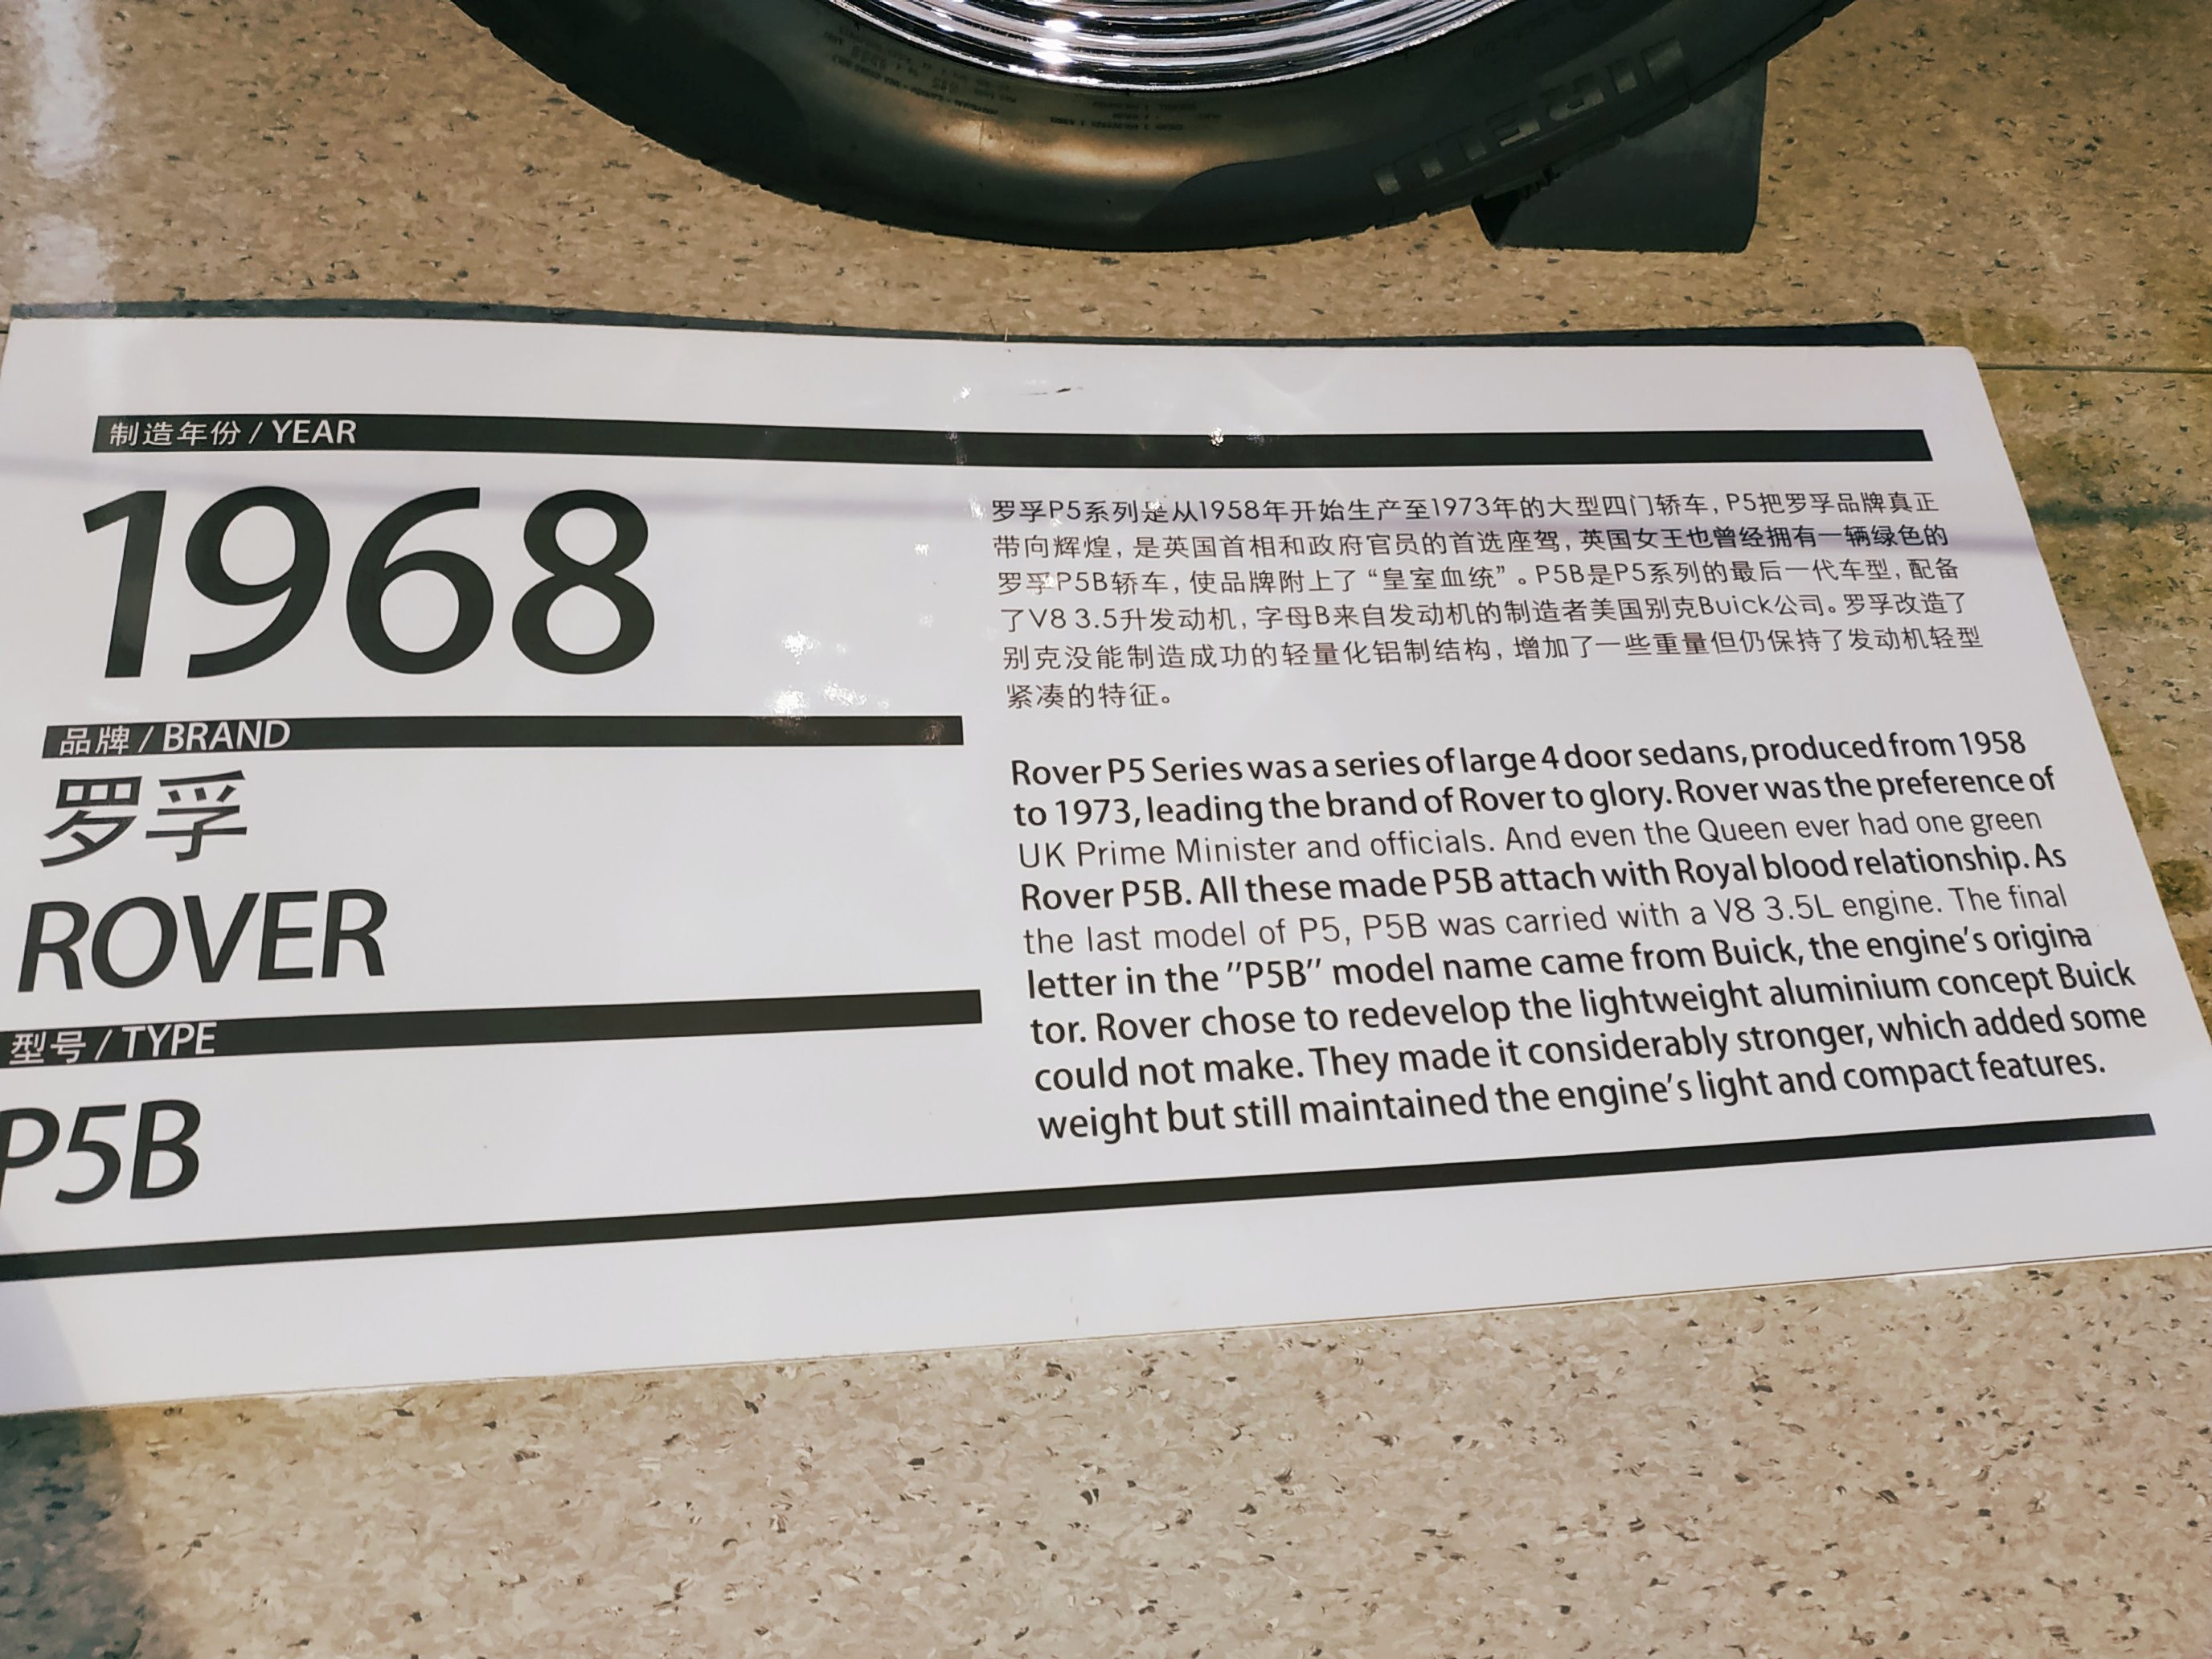 制造年份 / YEAR
1968
品牌 / BRAND
罗孚
ROVER
型号 / TYPE
P5B
罗孚P5系列是从1958年开始生产至1973年的大型四门轿车，P5把罗孚品牌真正
带向辉煌，是英国首相和政府官员的首选座驾，英国女王也曾经拥有一辆绿色的
罗孚P5B轿车，使品牌附上了“皇室血统”。P5B是P5系列的最后一代车型，配备
了V8 3.5升发动机，字母B来自发动机的制造者美国别克Buick公司。罗孚改造了
别克没能制造成功的轻量化铝制结构，增加了一些重量但仍保持了发动机轻型
紧凑的特征。
Rover P5 Series was a series of large 4 door sedans, produced from 1958
to 1973, leading the brand of Rover to glory. Rover was the preference of
UK Prime Minister and officials. And even the Queen ever had one green
Rover P5B. All these made P5B attach with Royal blood relationship. As
the last model of P5, P5B was carried with a V8 3.5L engine. The final
letter in the "P5B" model name came from Buick, the engine's origina
tor. Rover chose to redevelop the lightweight aluminium concept Buick
could not make. They made it considerably stronger, which added some
weight but still maintained the engine's light and compact features.